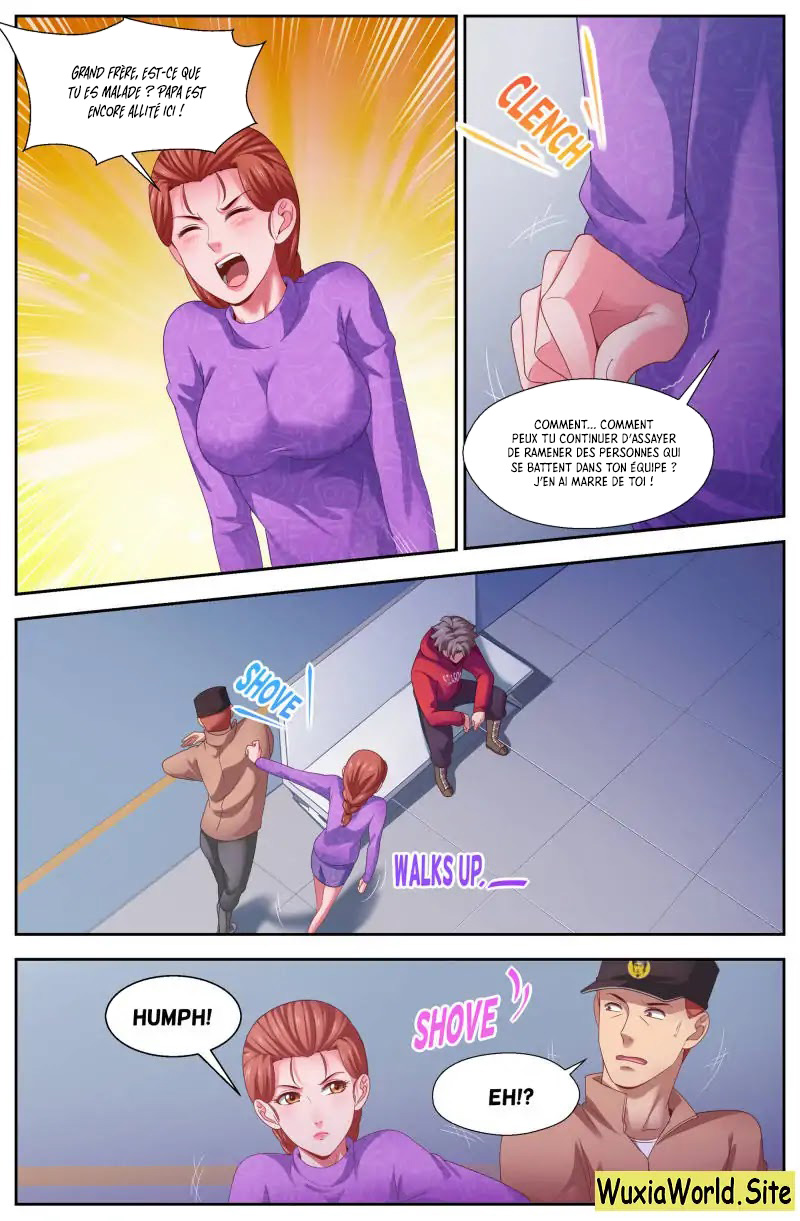 GRAND FRÈRE, EST-CE QUE
TU ES MALADE ? PAPA EST
ENCORE ALLITÉ ICI !
CLENCH
COMMENT... COMMENT
PEUX TU CONTINUER D'ASSAYER
DE RAMENER DES PERSONNES QUI
SE BATTENT DANS TON ÉQUIPE ?
J'EN AI MARRE DE TOI !
SHOVE
WALKS UP.
HUMPH!
SHOVE
EH!?
WuxiaWorld.Site